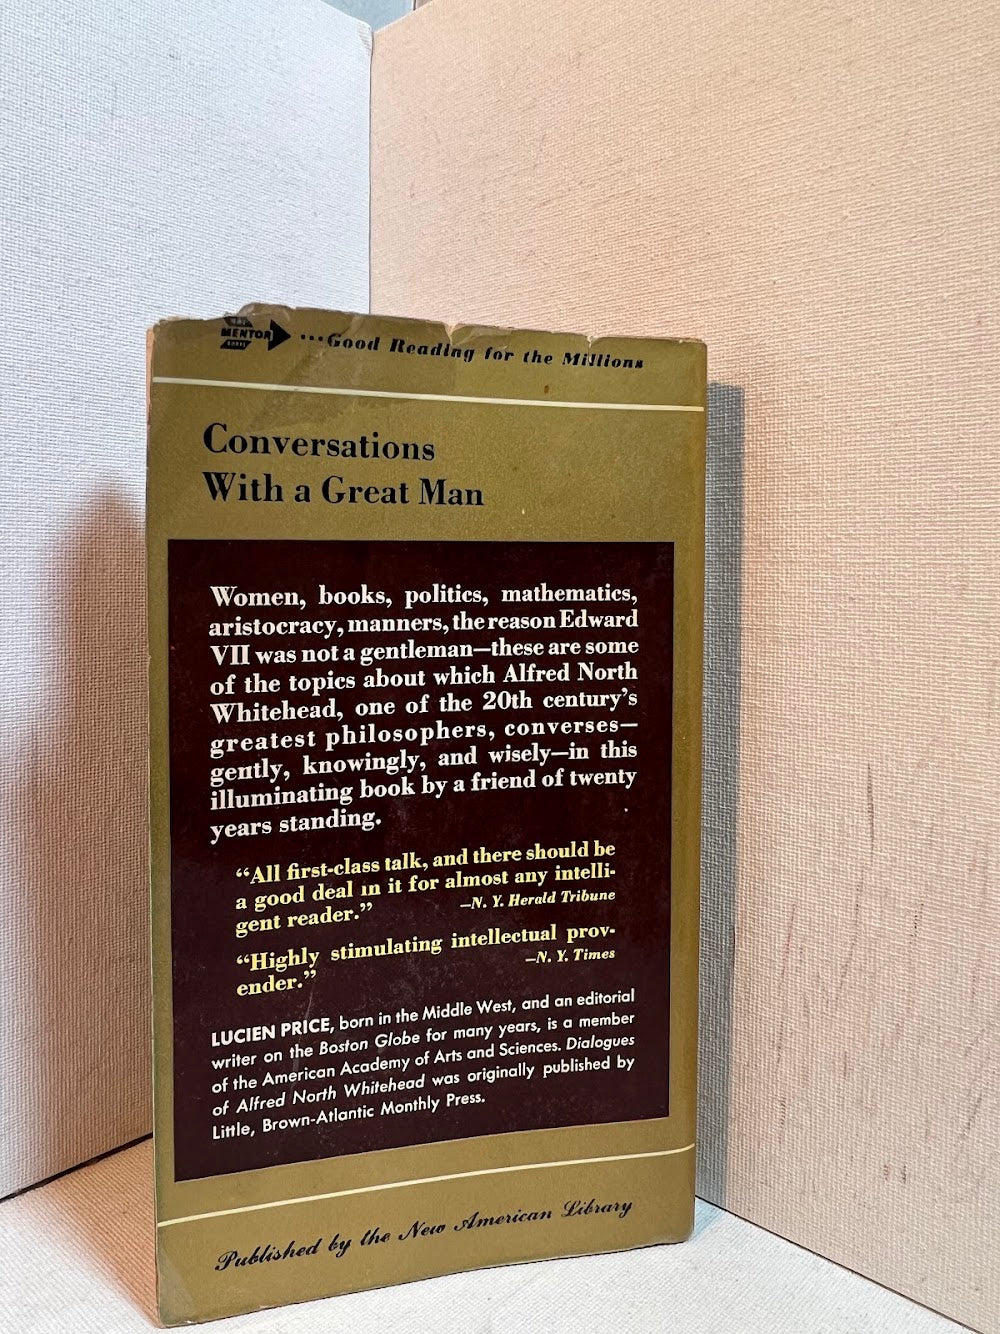 MENTOR
...Good Reading for the Millions
Conversations
With a Great Man
Women, books, politics, mathematics,
aristocracy, manners, the reason Edward
VII was not a gentleman—these are some
of the topics about which Alfred North
Whitehead, one of the 20th century's
greatest philosophers, converses—
gently, knowingly, and wisely—in this
illuminating book by a friend of twenty
years standing.
"All first-class talk, and there should be
a good deal in it for almost any intelli-
gent reader." —N. Y. Herald Tribune
"Highly stimulating intellectual prov-
ender." —N. Y. Times
LUCIEN PRICE, born in the Middle West, and an editorial
writer on the Boston Globe for many years, is a member
of the American Academy of Arts and Sciences. Dialogues
of Alfred North Whitehead was originally published by
Little, Brown-Atlantic Monthly Press.
Published by the New American Library